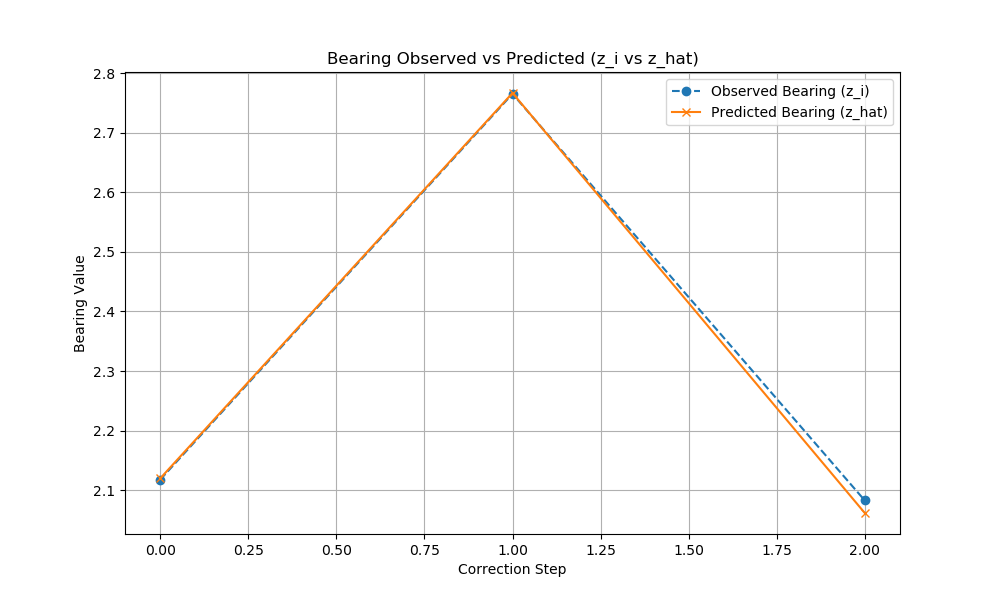 Bearing Observed vs Predicted (z_i vs z_hat)
Observed Bearing (z_i)
Predicted Bearing (z_hat)
Bearing Value
2.8
2.7
2.6
2.5
2.4
2.3
2.2
2.1
0.00 0.25 0.50 0.75 1.00 1.25 1.50 1.75 2.00
Correction Step